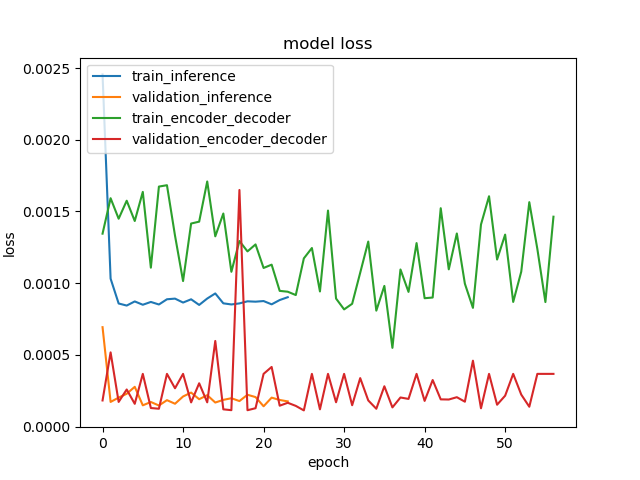 model loss
train_inference
validation_inference
train_encoder_decoder
validation_encoder_decoder
0.0025
0.0020
0.0015
0.0010
0.0005
0.0000
loss
0 10 20 30 40 50
epoch